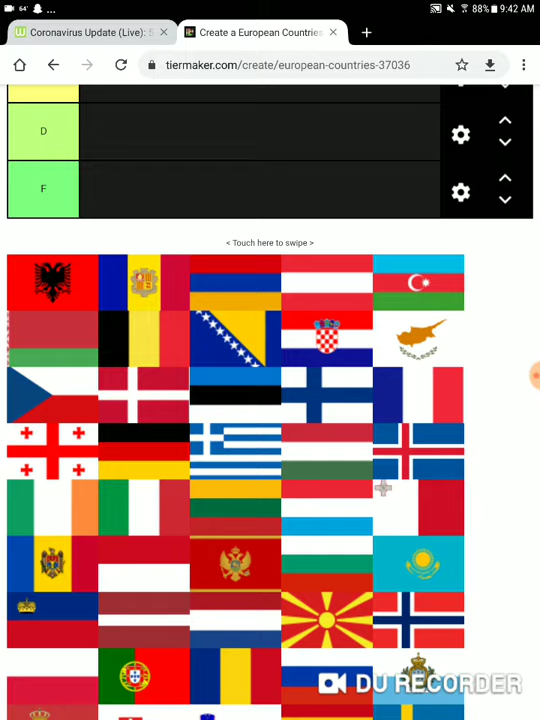 64' ... 88% 9:42 AM
Coronavirus Update (Live): 5 × Create a European Countries × +
tiermaker.com/create/european-countries-37036
D
F
< Touch here to swipe >
DU RECORDER